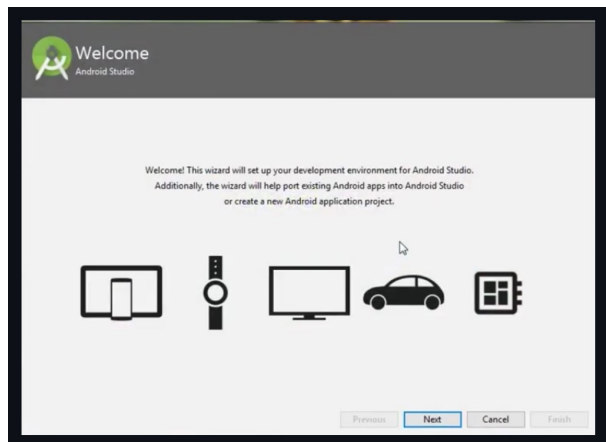 Welcome
Android Studio
Welcome! This wizard will set up your development environment for Android Studio.
Additionally, the wizard will help port existing Android apps into Android Studio
or create a new Android application project.
Previous Next Cancel Finish